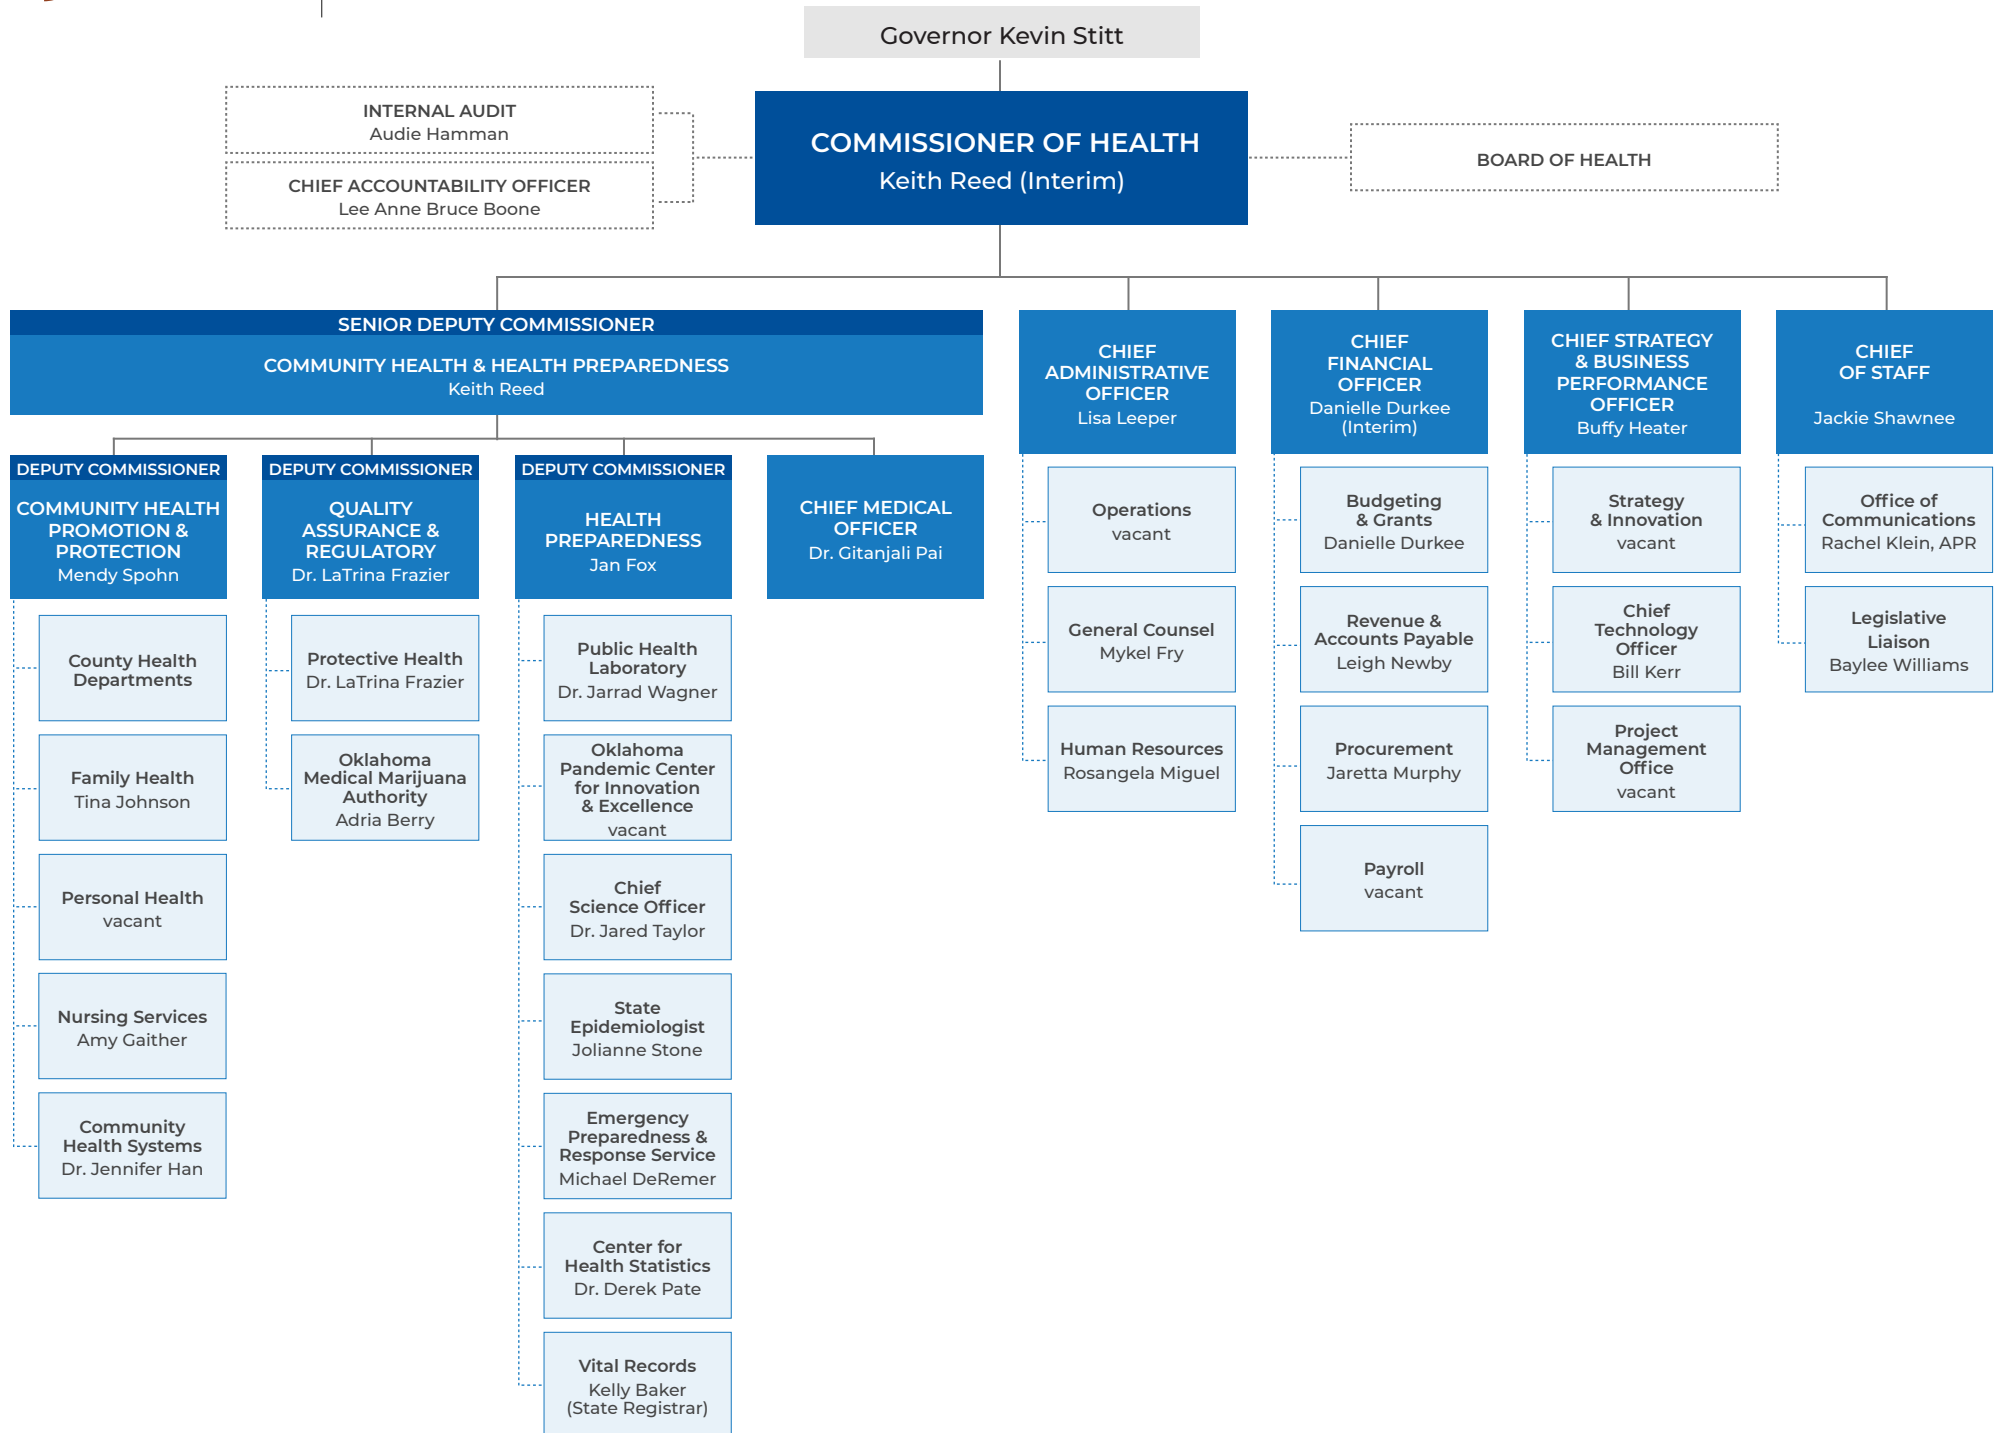 Governor Kevin Stitt
INTERNAL AUDIT
Audie Hamman
CHIEF ACCOUNTABILITY OFFICER
Lee Anne Bruce Boone
COMMISSIONER OF HEALTH
Keith Reed (Interim)
BOARD OF HEALTH
SENIOR DEPUTY COMMISSIONER
COMMUNITY HEALTH & HEALTH PREPAREDNESS
Keith Reed
DEPUTY COMMISSIONER
COMMUNITY HEALTH
PROMOTION &
PROTECTION
Mendy Spohn
County Health
Departments
Family Health
Tina Johnson
Personal Health
vacant
Nursing Services
Amy Gaither
Community
Health Systems
Dr. Jennifer Han
DEPUTY COMMISSIONER
QUALITY
ASSURANCE &
REGULATORY
Dr. LaTrina Frazier
Protective Health
Dr. LaTrina Frazier
Oklahoma
Medical Marijuana
Authority
Adria Berry
DEPUTY COMMISSIONER
HEALTH
PREPAREDNESS
Jan Fox
Public Health
Laboratory
Dr. Jarrad Wagner
Oklahoma
Pandemic Center
for Innovation
& Excellence
vacant
Chief
Science Officer
Dr. Jared Taylor
State
Epidemiologist
Jolianne Stone
Emergency
Preparedness &
Response Service
Michael DeRemer
Center for
Health Statistics
Dr. Derek Pate
Vital Records
Kelly Baker
(State Registrar)
CHIEF MEDICAL
OFFICER
Dr. Gitanjali Pai
CHIEF
ADMINISTRATIVE
OFFICER
Lisa Leeper
Operations
vacant
General Counsel
Mykel Fry
Human Resources
Rosangela Miguel
CHIEF
FINANCIAL
OFFICER
Danielle Durkee
(Interim)
Budgeting
& Grants
Danielle Durkee
Revenue &
Accounts Payable
Leigh Newby
Procurement
Jaretta Murphy
Payroll
vacant
CHIEF STRATEGY
& BUSINESS
PERFORMANCE
OFFICER
Buffy Heater
Strategy
& Innovation
vacant
Chief
Technology
Officer
Bill Kerr
Project
Management
Office
vacant
CHIEF
OF STAFF
Jackie Shawnee
Office of
Communications
Rachel Klein, APR
Legislative
Liaison
Baylee Williams